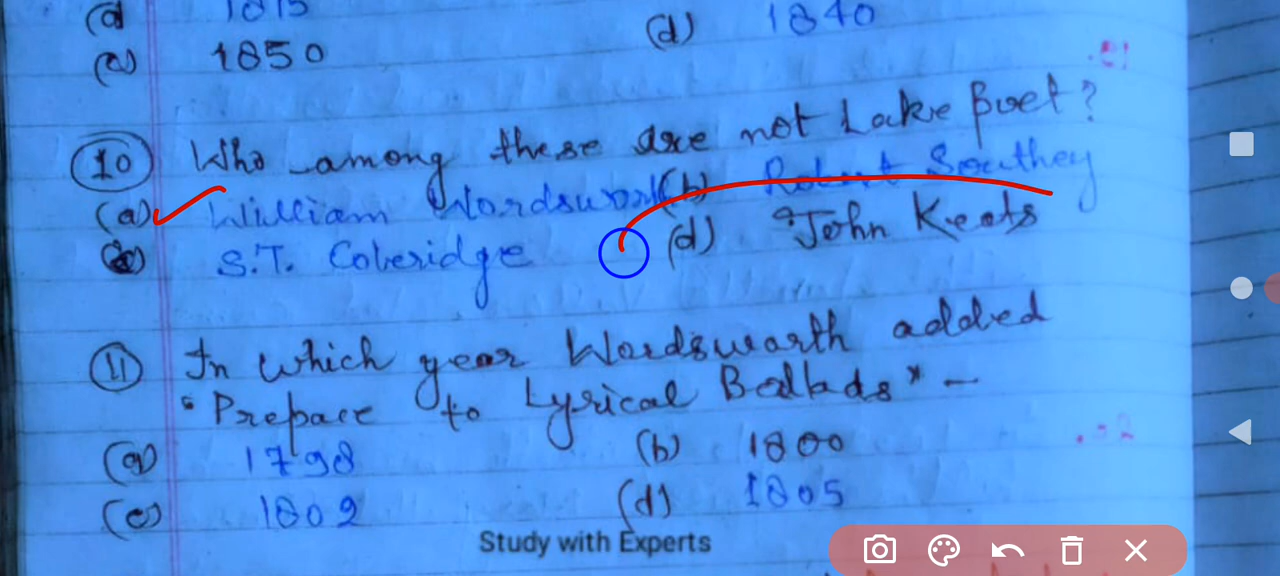 (d 1815 (d) 1840
(c) 1850
10 Who among these are not Lake poet?
(a) William Wordsworth (b) Robert Southey
(c) S.T. Coleridge (d) John Keats
11 In which year Wordsworth added
"Preface to Lyrical Ballads" -
(a) 1798 (b) 1800
(c) 1802 (d) 1805
Study with Experts